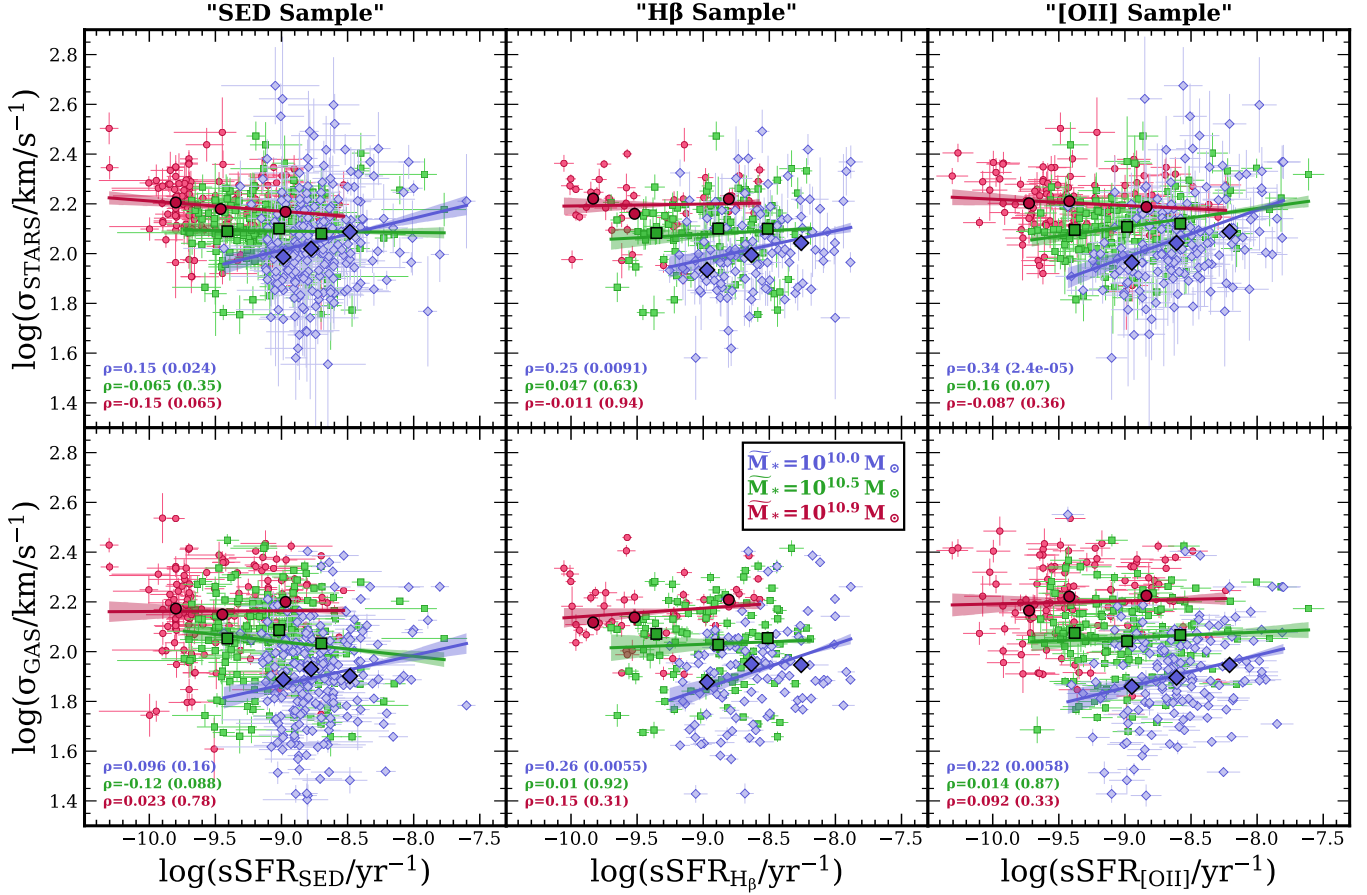 "SED Sample"
"Hβ Sample"
"[OII] Sample"
log(σSTARS/km/s⁻¹)
2.8
2.6
2.4
2.2
2.0
1.8
1.6
1.4
ρ=0.15 (0.024)
ρ=-0.065 (0.35)
ρ=-0.15 (0.065)
ρ=0.25 (0.0091)
ρ=0.047 (0.63)
ρ=-0.011 (0.94)
ρ=0.34 (2.4e-05)
ρ=0.16 (0.07)
ρ=-0.087 (0.36)
log(σGAS/km/s⁻¹)
2.8
2.6
2.4
2.2
2.0
1.8
1.6
1.4
M̃∗=10^10.0 M⊙
M̃∗=10^10.5 M⊙
M̃∗=10^10.9 M⊙
ρ=0.096 (0.16)
ρ=-0.12 (0.088)
ρ=0.023 (0.78)
ρ=0.26 (0.0055)
ρ=0.01 (0.92)
ρ=0.15 (0.31)
ρ=0.22 (0.0058)
ρ=0.014 (0.87)
ρ=0.092 (0.33)
−10.0 −9.5 −9.0 −8.5 −8.0 −7.5
−10.0 −9.5 −9.0 −8.5 −8.0 −7.5
−10.0 −9.5 −9.0 −8.5 −8.0 −7.5
log(sSFRSED/yr⁻¹)
log(sSFRHβ/yr⁻¹)
log(sSFR[OII]/yr⁻¹)